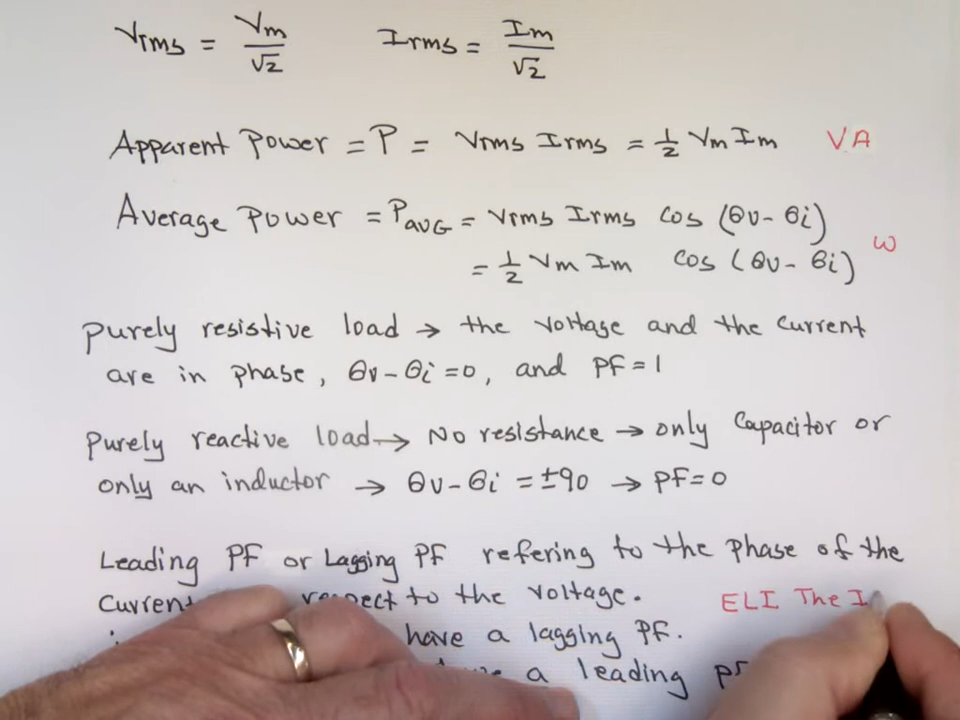 Vrms = Vm/√2   Irms = Im/√2
Apparent Power = P = Vrms Irms = 1/2 Vm Im   VA
Average Power = PAVG = Vrms Irms cos (θv - θi)
= 1/2 Vm Im cos (θv - θi)   W
Purely resistive load → the voltage and the current
are in phase, θv - θi = 0, and PF = 1
Purely reactive load → No resistance → only Capacitor or
only an inductor → θv - θi = ±90 → PF = 0
Leading PF or Lagging PF refering to the phase of the
Current respect to the voltage.   ELI The I
have a lagging PF.
a leading PF